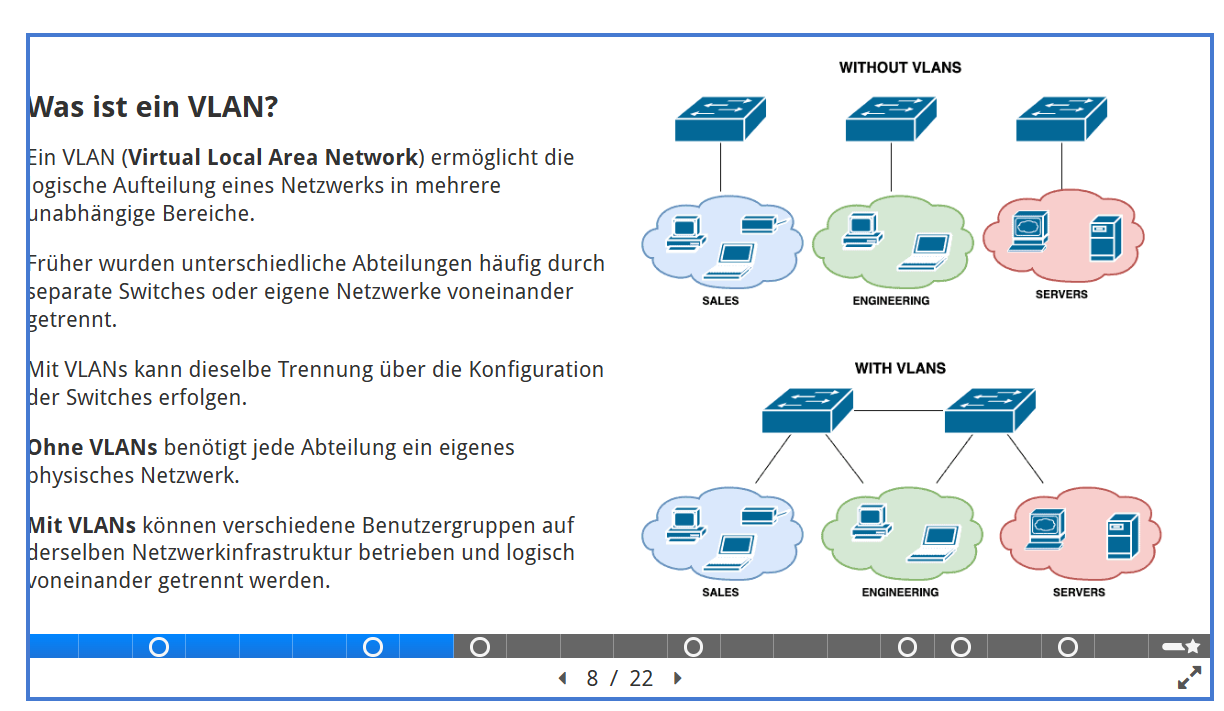 Was ist ein VLAN?
Ein VLAN (Virtual Local Area Network) ermöglicht die
logische Aufteilung eines Netzwerks in mehrere
unabhängige Bereiche.
Früher wurden unterschiedliche Abteilungen häufig durch
separate Switches oder eigene Netzwerke voneinander
getrennt.
Mit VLANs kann dieselbe Trennung über die Konfiguration
der Switches erfolgen.
Ohne VLANs benötigt jede Abteilung ein eigenes
physisches Netzwerk.
Mit VLANs können verschiedene Benutzergruppen auf
derselben Netzwerkinfrastruktur betrieben und logisch
voneinander getrennt werden.
WITHOUT VLANS
SALES
ENGINEERING
SERVERS
WITH VLANS
SALES
ENGINEERING
SERVERS
8 / 22